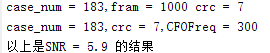 case_num = 183,fram = 1000 crc = 7
case_num = 183,crc = 7,CFOFreq = 300
以上是SNR = 5.9 的结果